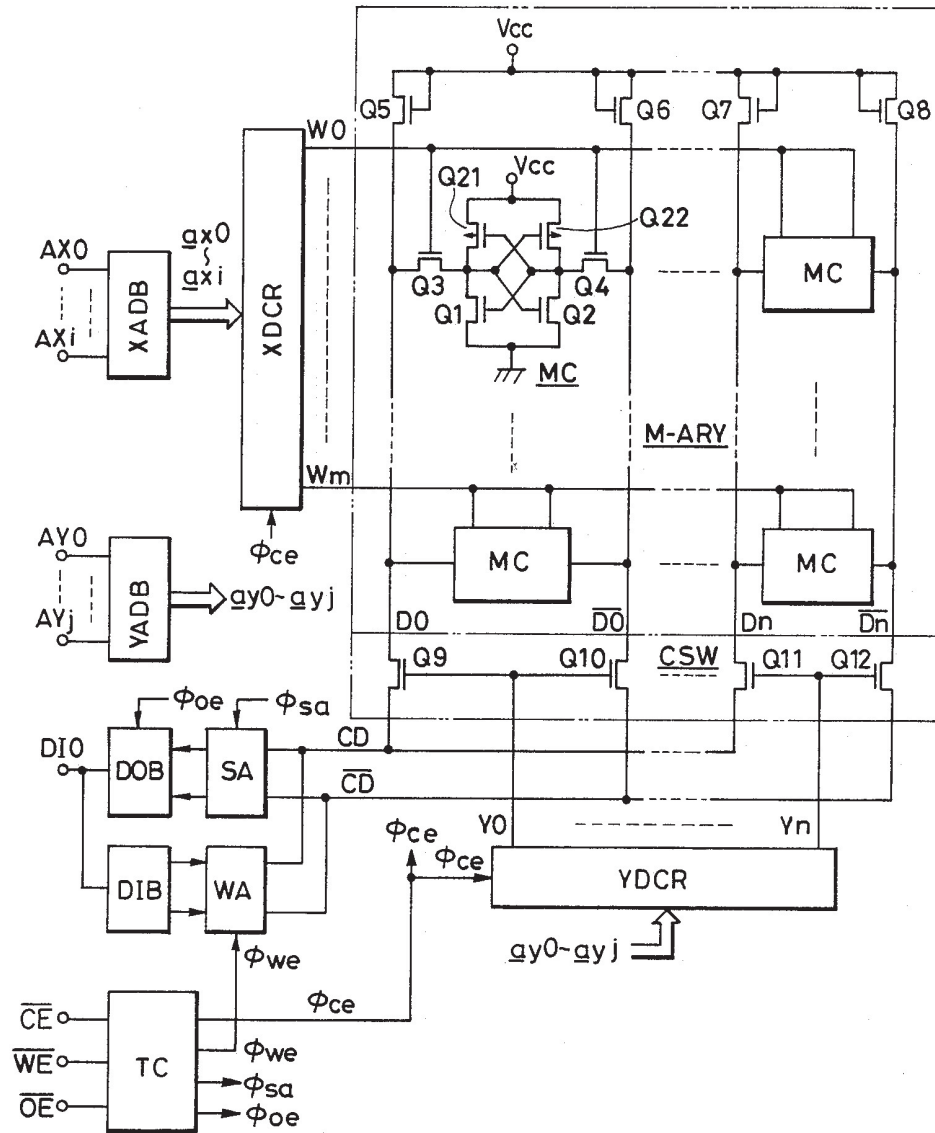 Vcc
Q5
Q6
Q7
Q8
W0
Vcc
Q21
Q22
AX0
AXi
XADB
ax0
~
axi
XDCR
Q3
Q4
Q1
Q2
MC
MC
M-ARY
Wm
ϕce
MC
MC
AY0
AYj
YADB
ay0~ayj
D0
D̅0̅
Dn
D̅n̅
Q9
Q10
CSW
Q11
Q12
ϕoe
ϕsa
DIO
DOB
SA
CD
C̅D̅
Y0
Yn
ϕce
ϕce
DIB
WA
YDCR
ay0~ayj
ϕwe
C̅E̅
W̅E̅
O̅E̅
TC
ϕce
ϕwe
ϕsa
ϕoe